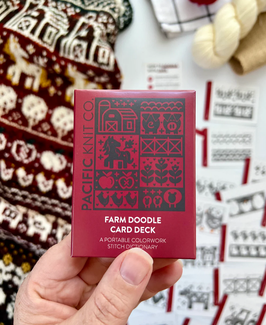 PACIFIC KNIT CO.
FARM DOODLE
CARD DECK
A PORTABLE COLORWORK
STITCH DICTIONARY